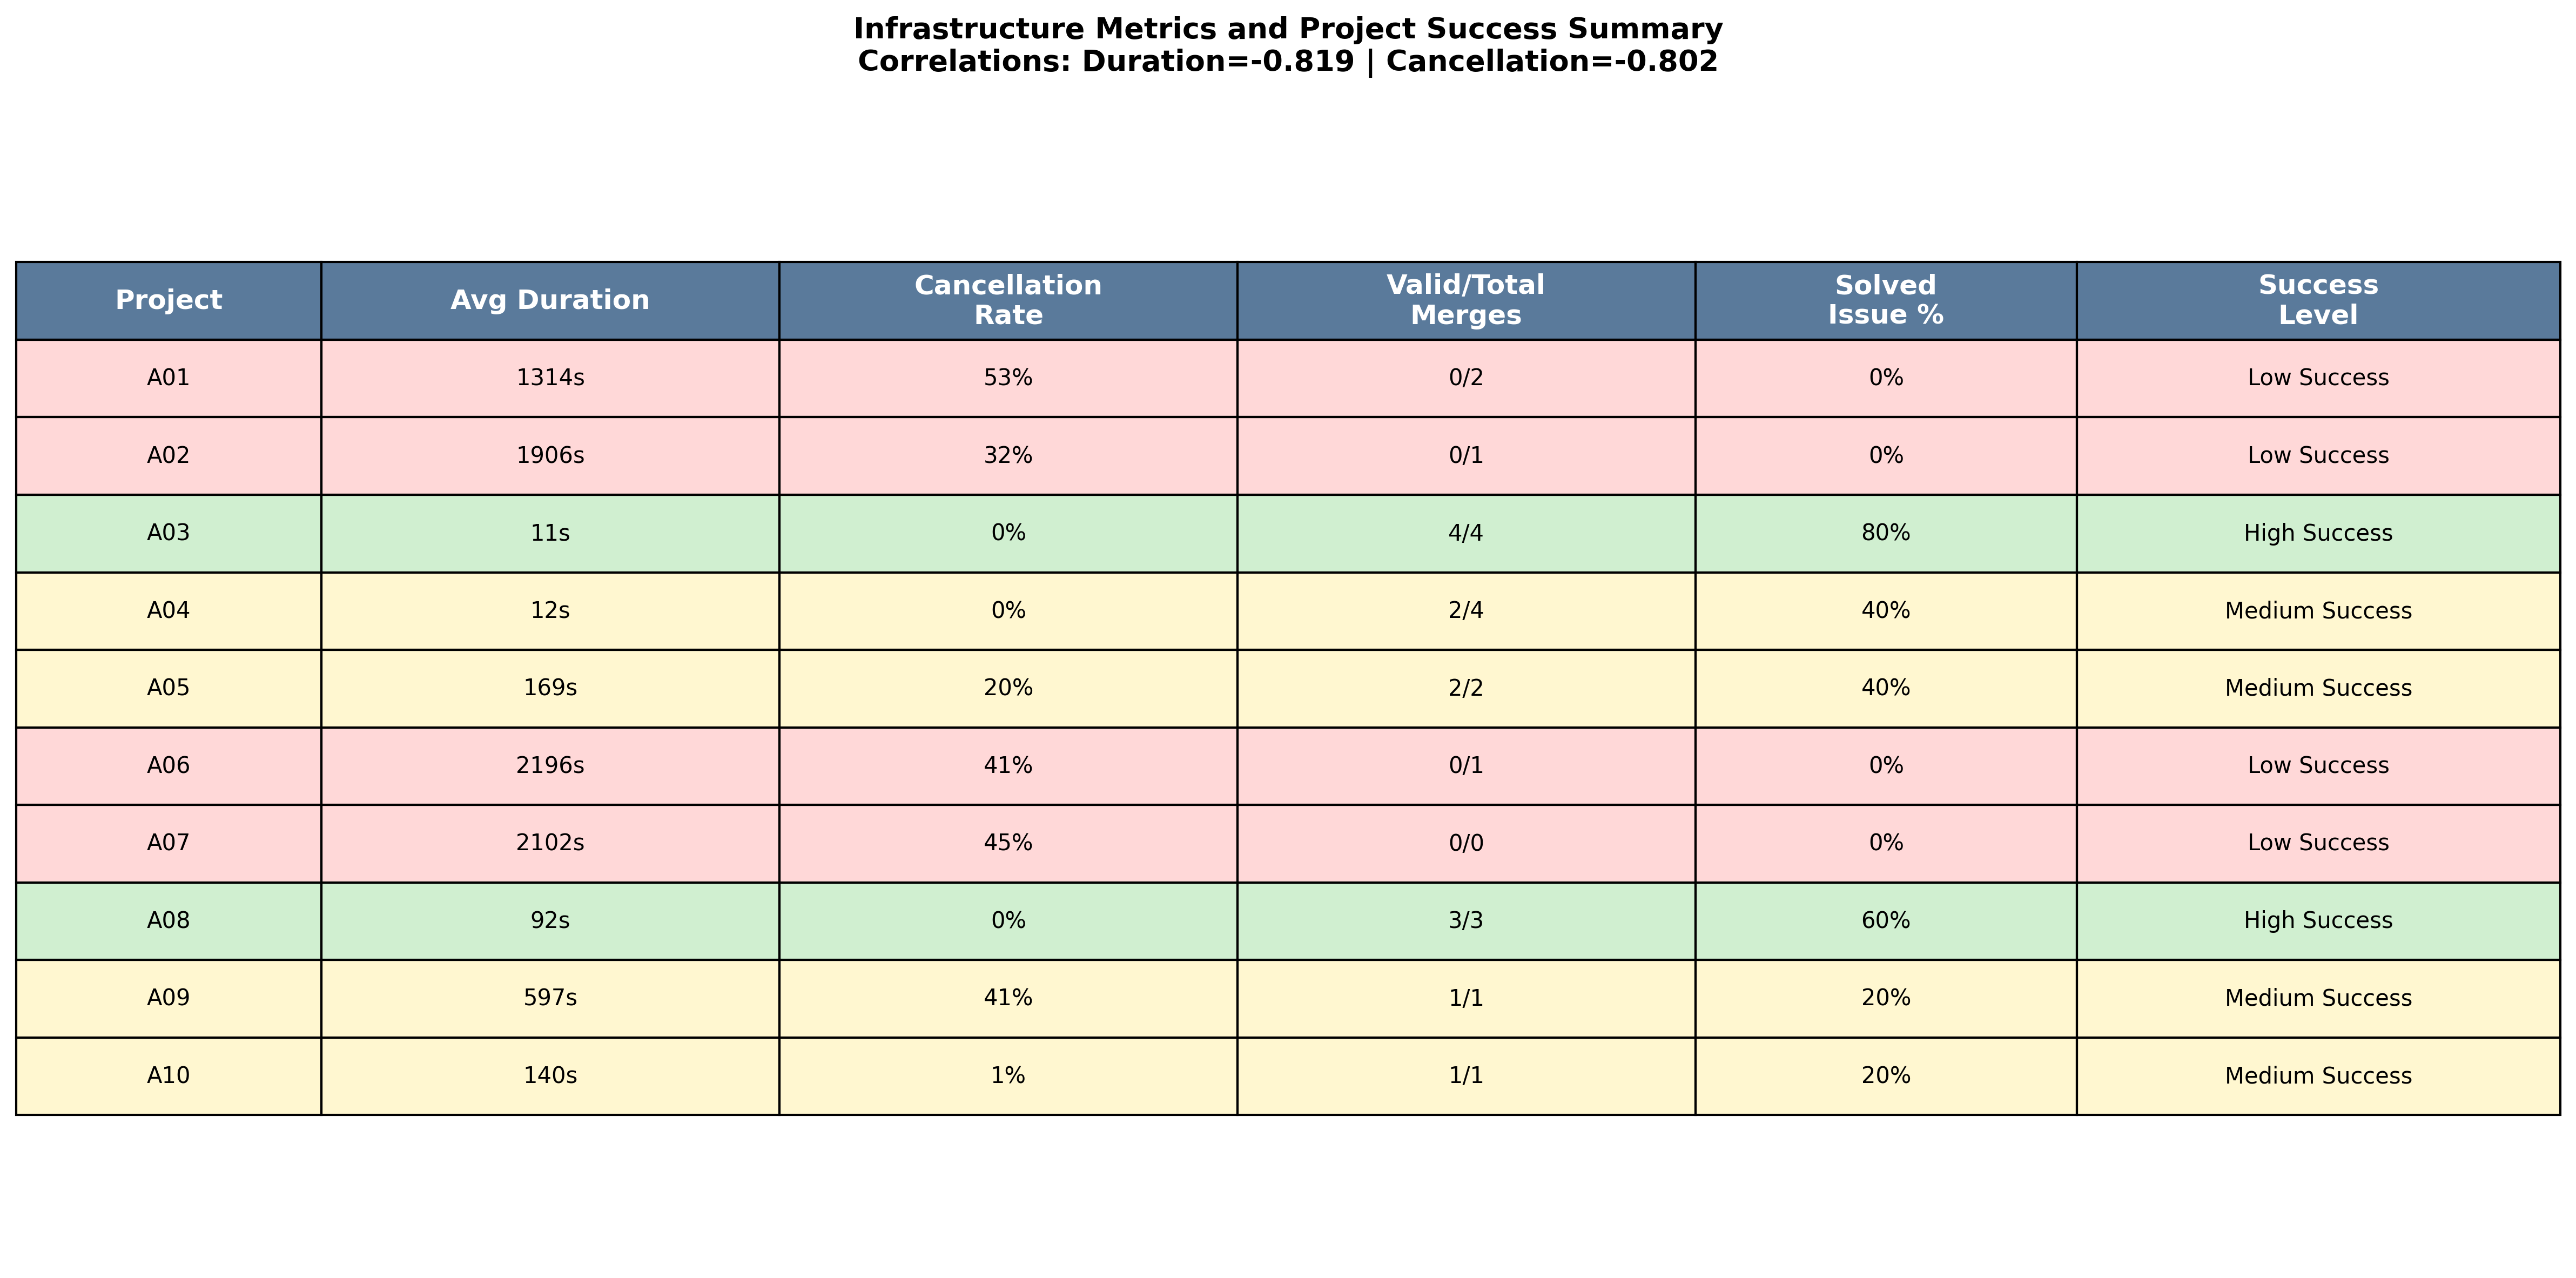 Infrastructure Metrics and Project Success Summary
Correlations: Duration=-0.819 | Cancellation=-0.802
Project Avg Duration Cancellation Rate Valid/Total Merges Solved Issue % Success Level
A01 1314s 53% 0/2 0% Low Success
A02 1906s 32% 0/1 0% Low Success
A03 11s 0% 4/4 80% High Success
A04 12s 0% 2/4 40% Medium Success
A05 169s 20% 2/2 40% Medium Success
A06 2196s 41% 0/1 0% Low Success
A07 2102s 45% 0/0 0% Low Success
A08 92s 0% 3/3 60% High Success
A09 597s 41% 1/1 20% Medium Success
A10 140s 1% 1/1 20% Medium Success